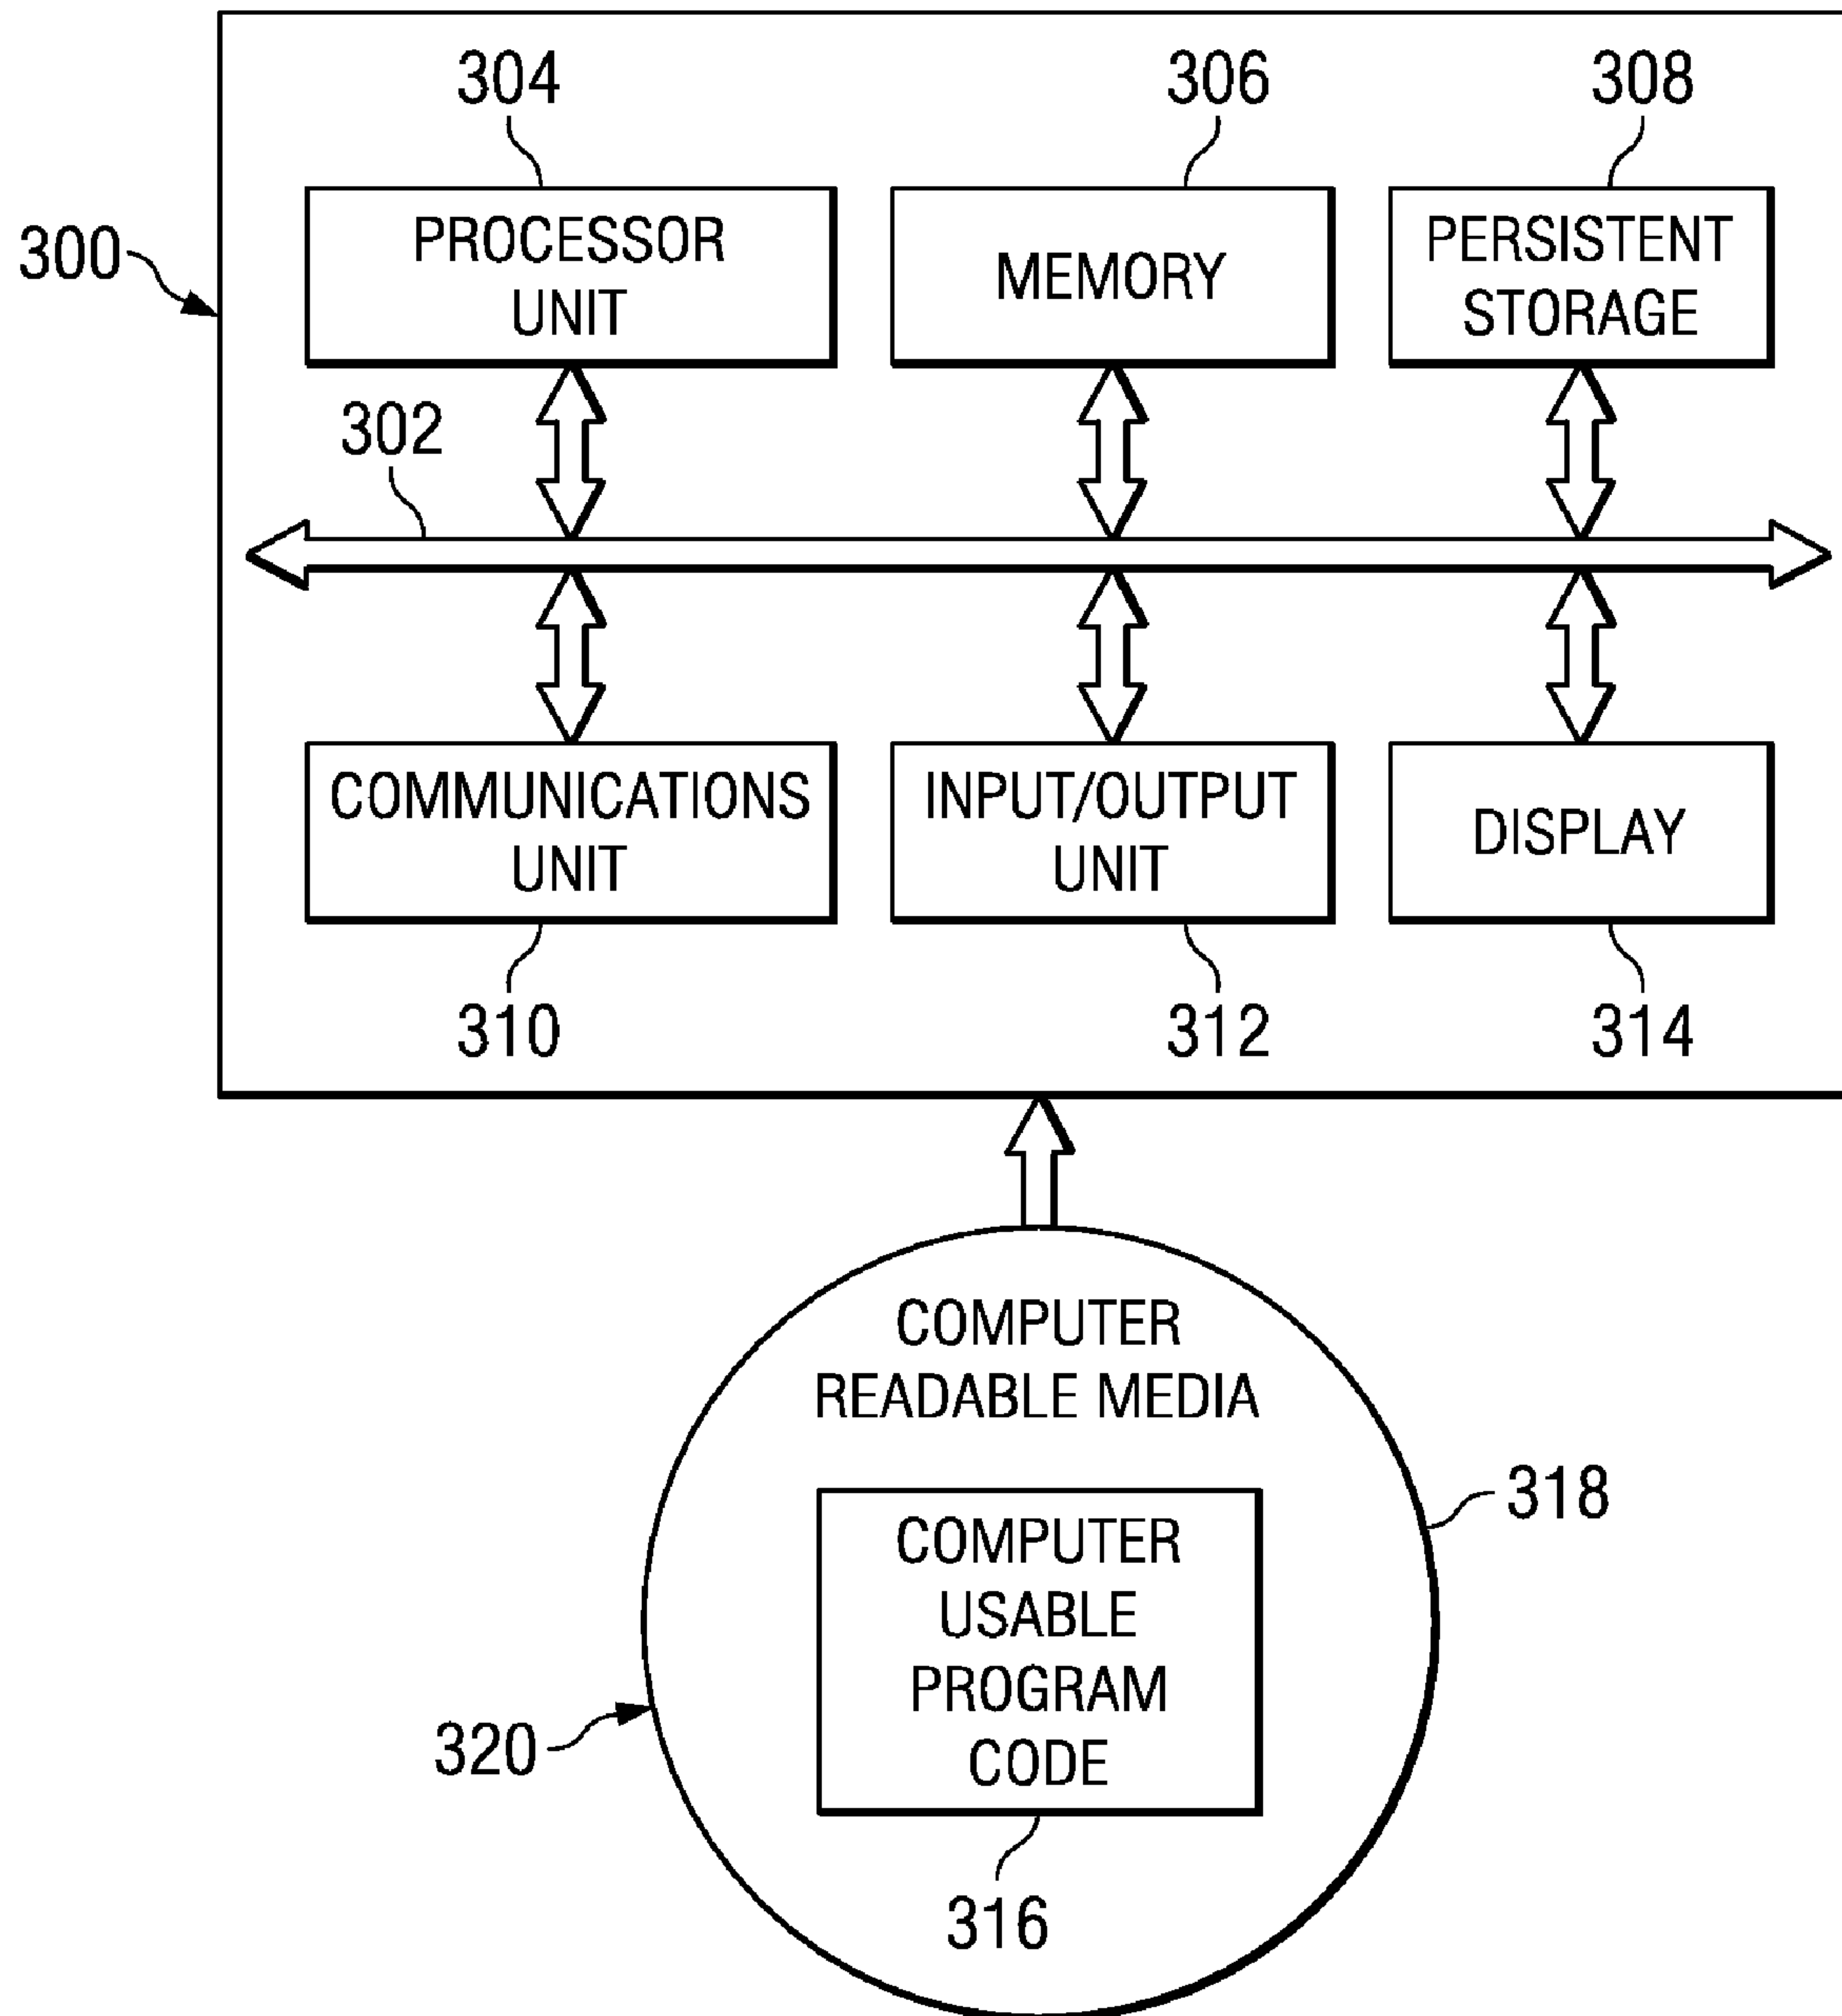 304
306
308
300
PROCESSOR
UNIT
MEMORY
PERSISTENT
STORAGE
302
COMMUNICATIONS
UNIT
INPUT/OUTPUT
UNIT
DISPLAY
310
312
314
COMPUTER
READABLE MEDIA
318
COMPUTER
USABLE
PROGRAM
CODE
320
316